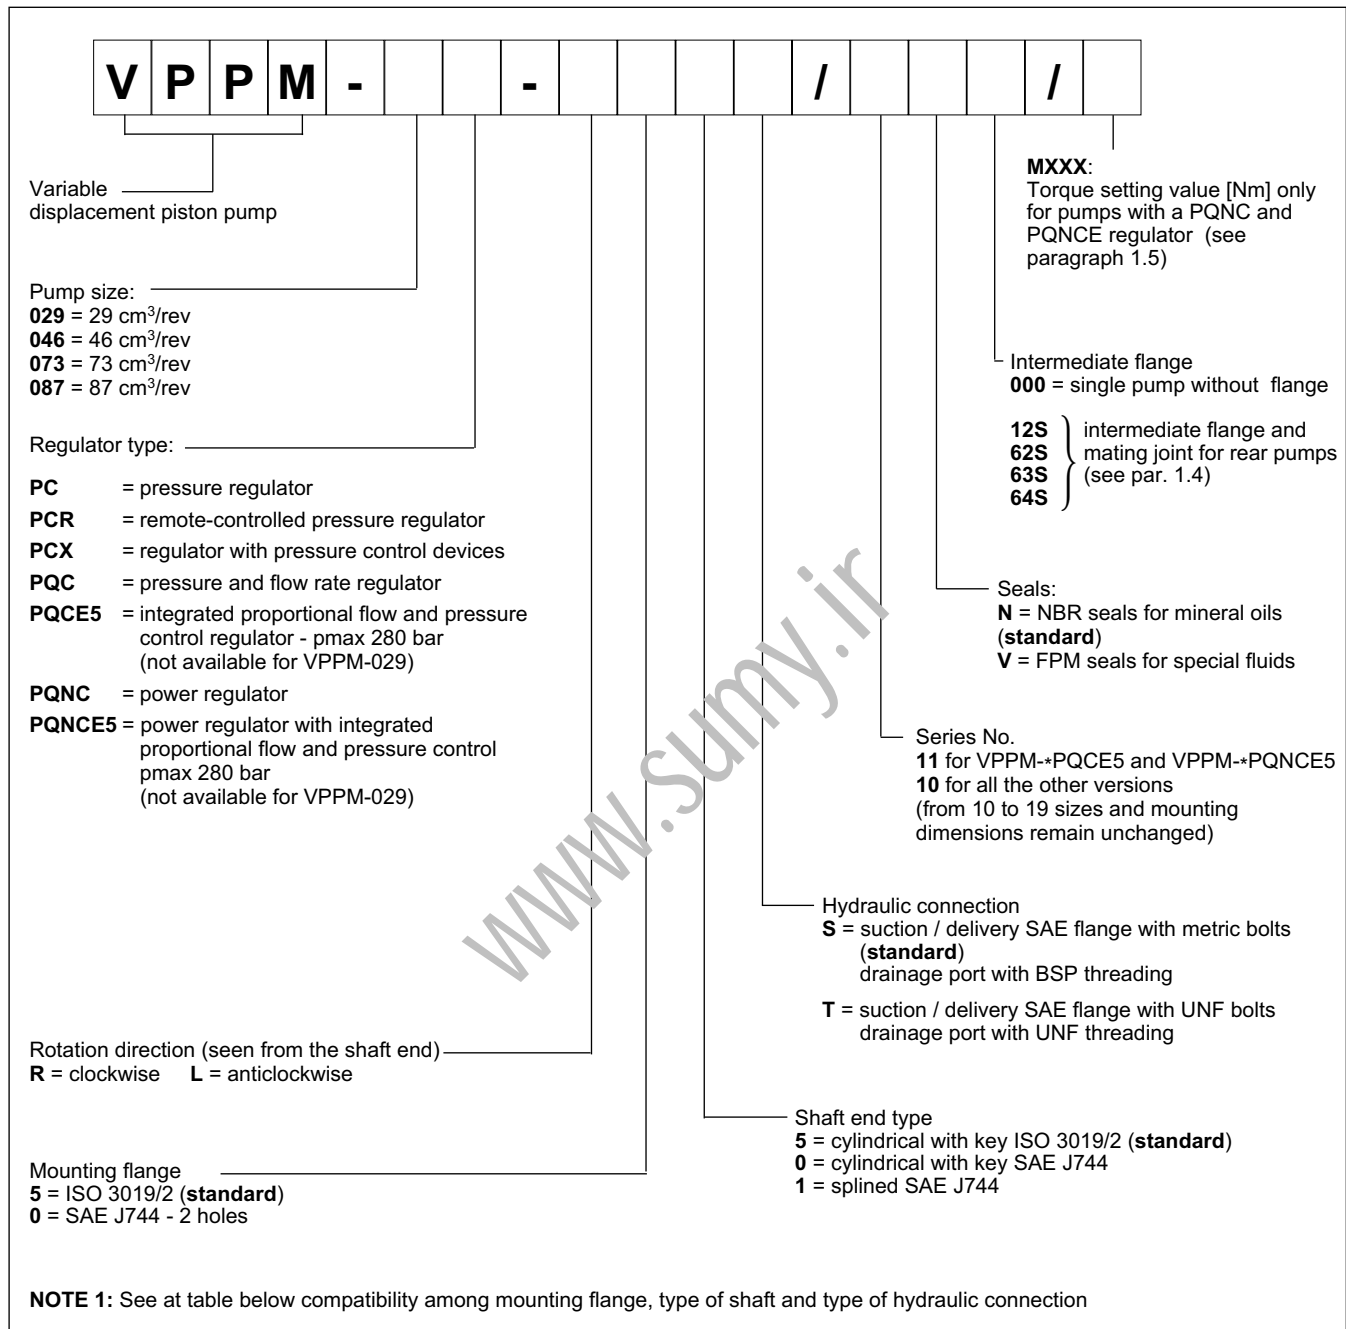 V P P M - - / /
Variable
displacement piston pump
MXXX:
Torque setting value [Nm] only
for pumps with a PQNC and
PQNCE regulator (see
paragraph 1.5)
Pump size:
029 = 29 cm³/rev
046 = 46 cm³/rev
073 = 73 cm³/rev
087 = 87 cm³/rev
Intermediate flange
000 = single pump without flange
12S
62S
63S
64S
intermediate flange and
mating joint for rear pumps
(see par. 1.4)
Regulator type:
PC = pressure regulator
PCR = remote-controlled pressure regulator
PCX = regulator with pressure control devices
PQC = pressure and flow rate regulator
PQCE5 = integrated proportional flow and pressure
control regulator - pmax 280 bar
(not available for VPPM-029)
PQNC = power regulator
PQNCE5 = power regulator with integrated
proportional flow and pressure control
pmax 280 bar
(not available for VPPM-029)
Seals:
N = NBR seals for mineral oils
(standard)
V = FPM seals for special fluids
Series No.
11 for VPPM-*PQCE5 and VPPM-*PQNCE5
10 for all the other versions
(from 10 to 19 sizes and mounting
dimensions remain unchanged)
www.sumy.ir
Hydraulic connection
S = suction / delivery SAE flange with metric bolts
(standard)
drainage port with BSP threading
T = suction / delivery SAE flange with UNF bolts
drainage port with UNF threading
Rotation direction (seen from the shaft end)
R = clockwise L = anticlockwise
Shaft end type
5 = cylindrical with key ISO 3019/2 (standard)
0 = cylindrical with key SAE J744
1 = splined SAE J744
Mounting flange
5 = ISO 3019/2 (standard)
0 = SAE J744 - 2 holes
NOTE 1: See at table below compatibility among mounting flange, type of shaft and type of hydraulic connection